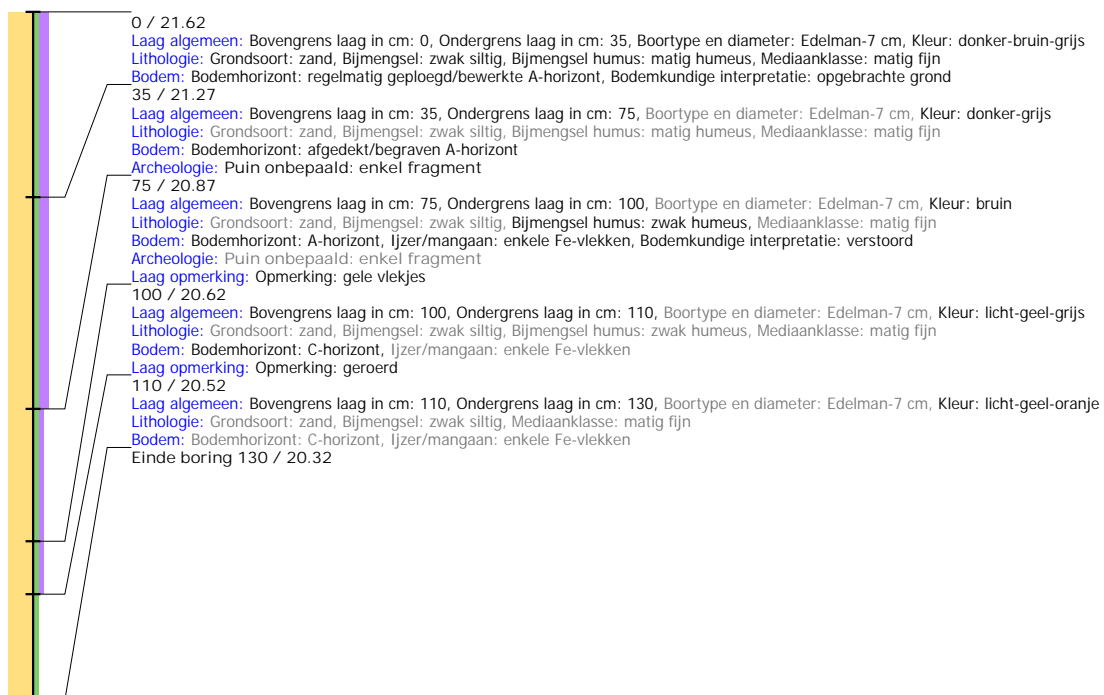 0 / 21.62
Laag algemeen: Bovengrens laag in cm: 0, Ondergrens laag in cm: 35, Boortype en diameter: Edelman-7 cm, Kleur: donker-bruin-grijs
Lithologie: Grondsoort: zand, Bijmengsel: zwak siltig, Bijmengsel humus: matig humeus, Mediaanklasse: matig fijn
Bodem: Bodemhorizont: regelmatig geploegd/bewerkte A-horizont, Bodemkundige interpretatie: opgebrachte grond
35 / 21.27
Laag algemeen: Bovengrens laag in cm: 35, Ondergrens laag in cm: 75, Boortype en diameter: Edelman-7 cm, Kleur: donker-grijs
Lithologie: Grondsoort: zand, Bijmengsel: zwak siltig, Bijmengsel humus: matig humeus, Mediaanklasse: matig fijn
Bodem: Bodemhorizont: afgedekt/begraven A-horizont
Archeologie: Puin onbepaald: enkel fragment
75 / 20.87
Laag algemeen: Bovengrens laag in cm: 75, Ondergrens laag in cm: 100, Boortype en diameter: Edelman-7 cm, Kleur: bruin
Lithologie: Grondsoort: zand, Bijmengsel: zwak siltig, Bijmengsel humus: zwak humeus, Mediaanklasse: matig fijn
Bodem: Bodemhorizont: A-horizont, Ijzer/mangaan: enkele Fe-vlekken, Bodemkundige interpretatie: verstoord
Archeologie: Puin onbepaald: enkel fragment
Laag opmerking: Opmerking: gele vlekjes
100 / 20.62
Laag algemeen: Bovengrens laag in cm: 100, Ondergrens laag in cm: 110, Boortype en diameter: Edelman-7 cm, Kleur: licht-geel-grijs
Lithologie: Grondsoort: zand, Bijmengsel: zwak siltig, Bijmengsel humus: zwak humeus, Mediaanklasse: matig fijn
Bodem: Bodemhorizont: C-horizont, Ijzer/mangaan: enkele Fe-vlekken
Laag opmerking: Opmerking: geroerd
110 / 20.52
Laag algemeen: Bovengrens laag in cm: 110, Ondergrens laag in cm: 130, Boortype en diameter: Edelman-7 cm, Kleur: licht-geel-oranje
Lithologie: Grondsoort: zand, Bijmengsel: zwak siltig, Mediaanklasse: matig fijn
Bodem: Bodemhorizont: C-horizont, Ijzer/mangaan: enkele Fe-vlekken
Einde boring 130 / 20.32